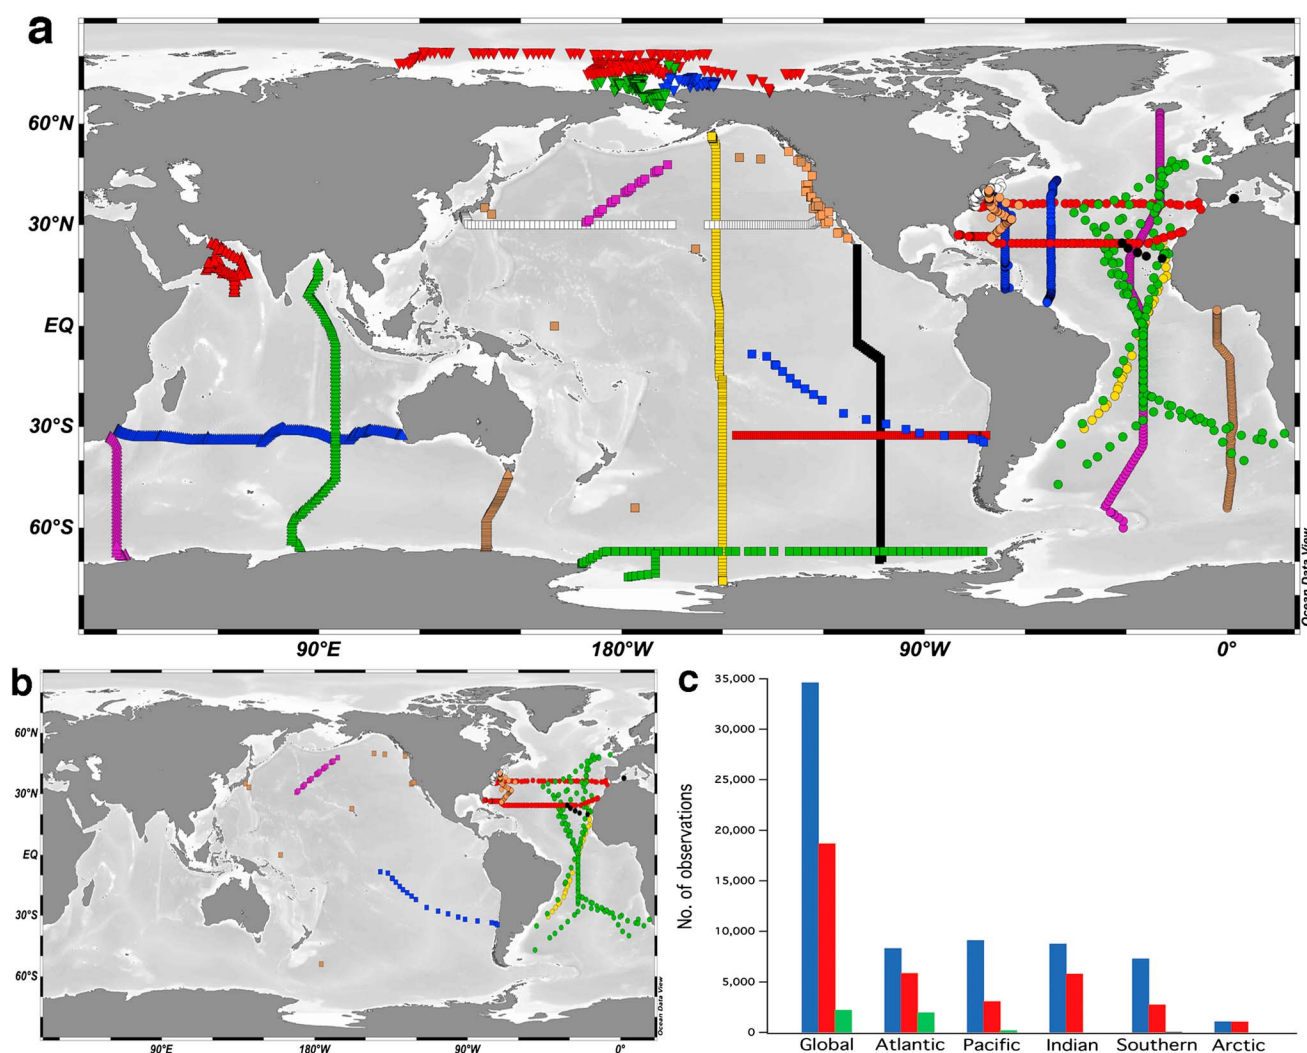 a
60°N
30°N
EQ
30°S
60°S
90°E 180°W 90°W 0°
Ocean Data View
b
60°N
30°N
EQ
30°S
60°S
90°E 180°W 90°W 0°
Ocean Data View
c
No. of observations
35,000
30,000
25,000
20,000
15,000
10,000
5,000
0
Global Atlantic Pacific Indian Southern Arctic